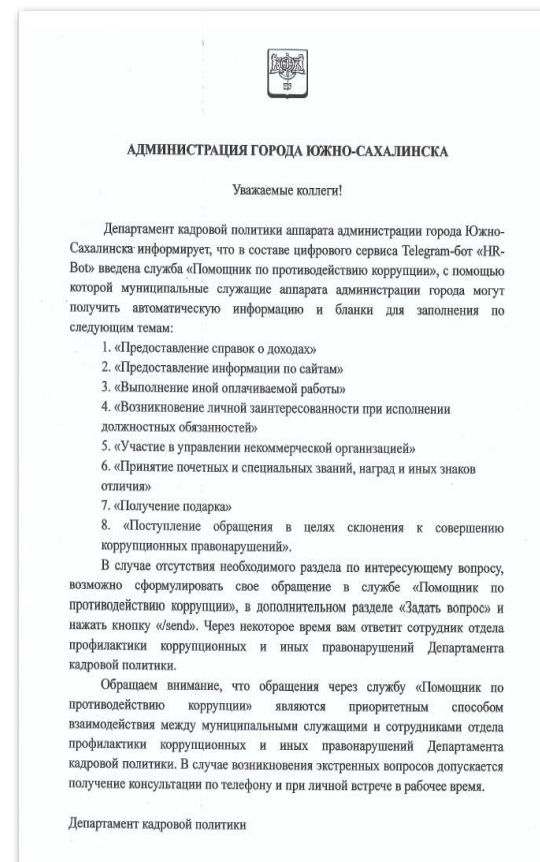 АДМИНИСТРАЦИЯ ГОРОДА ЮЖНО-САХАЛИНСКА
Уважаемые коллеги!
Департамент кадровой политики аппарата администрации города Южно-
Сахалинска информирует, что в составе цифрового сервиса Telegram-бот «HR-
Bot» введена служба «Помощник по противодействию коррупции», с помощью
которой муниципальные служащие аппарата администрации города могут
получить автоматическую информацию и бланки для заполнения по
следующим темам:
1. «Предоставление справок о доходах»
2. «Предоставление информации по сайтам»
3. «Выполнение иной оплачиваемой работы»
4. «Возникновение личной заинтересованности при исполнении
должностных обязанностей»
5. «Участие в управлении некоммерческой организацией»
6. «Принятие почетных и специальных званий, наград и иных знаков
отличия»
7. «Получение подарка»
8. «Поступление обращения в целях склонения к совершению
коррупционных правонарушений».
В случае отсутствия необходимого раздела по интересующему вопросу,
возможно сформулировать свое обращение в службе «Помощник по
противодействию коррупции», в дополнительном разделе «Задать вопрос» и
нажать кнопку «/send». Через некоторое время вам ответит сотрудник отдела
профилактики коррупционных и иных правонарушений Департамента
кадровой политики.
Обращаем внимание, что обращения через службу «Помощник по
противодействию коррупции» являются приоритетным способом
взаимодействия между муниципальными служащими и сотрудниками отдела
профилактики коррупционных и иных правонарушений Департамента
кадровой политики. В случае возникновения экстренных вопросов допускается
получение консультации по телефону и при личной встрече в рабочее время.
Департамент кадровой политики